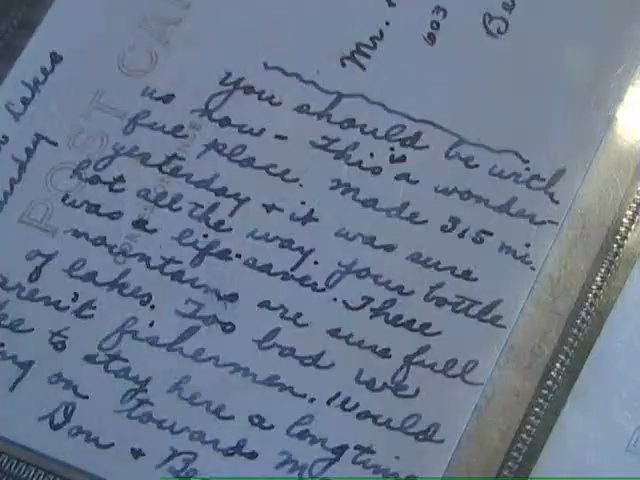 Mr.
603
Be
Lakes
POST CAR
You should be with
us now - This is a wonder-
ful place. Made 315 mi.
yesterday & it was sure
hot all the way. Your bottle
was a life-saver. These
mountains are sure full
of lakes. Too bad we
aren't fishermen. Would
to stay here a long time
on towards
Don & Be